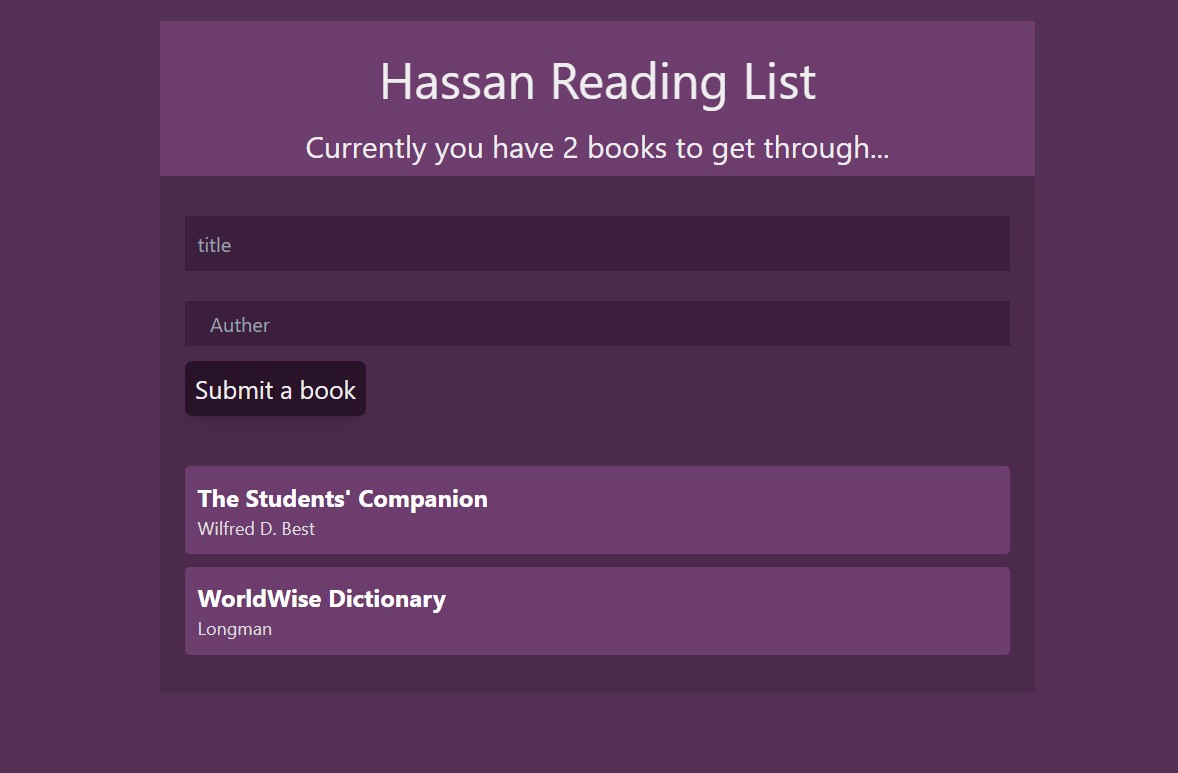 Hassan Reading List
Currently you have 2 books to get through...
title
Auther
Submit a book
The Students' Companion
Wilfred D. Best
WorldWise Dictionary
Longman